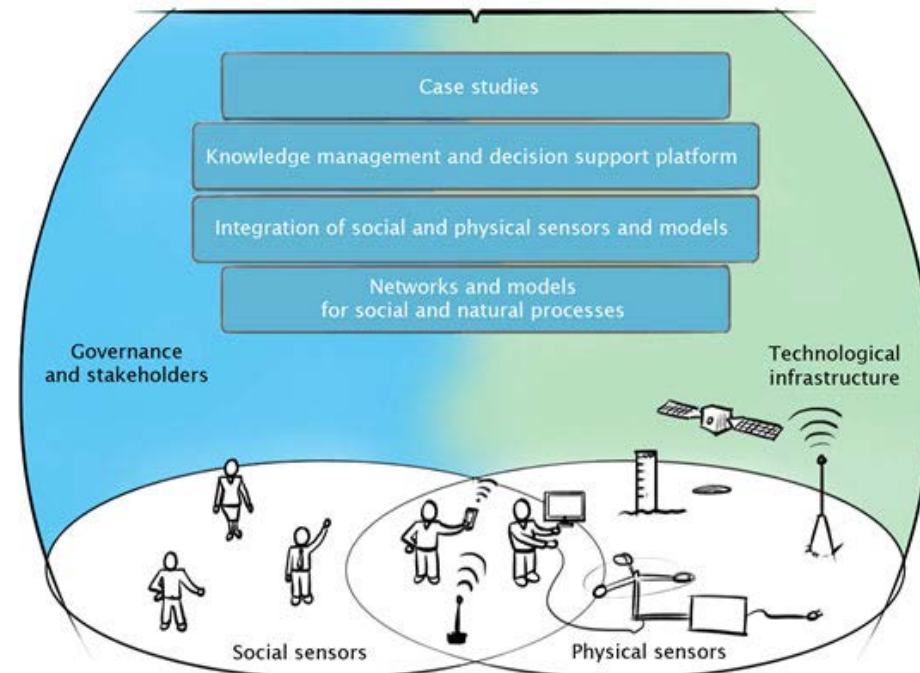 Case studies
Knowledge management and decision support platform
Integration of social and physical sensors and models
Networks and models
for social and natural processes
Governance
and stakeholders
Technological
infrastructure
Social sensors
Physical sensors